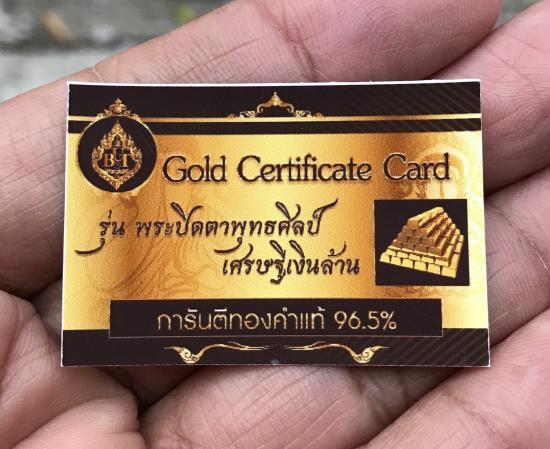 BT
Gold Certificate Card
รุ่น พระปิดตาพุทธศิลป์
เศรษฐีเงินล้าน
การันตีทองคำแท้ 96.5%